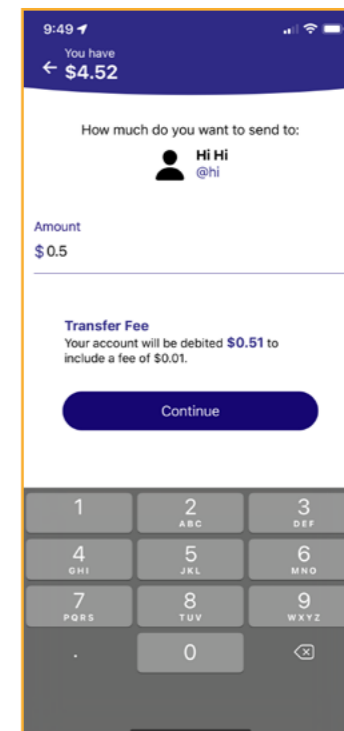 9:49
You have
$4.52
How much do you want to send to:
Hi Hi
@hi
Amount
$ 0.5
Transfer Fee
Your account will be debited $0.51 to
include a fee of $0.01.
Continue
1 2 3
ABC DEF
4 5 6
GHI JKL MNO
7 8 9
PQRS TUV WXYZ
. 0